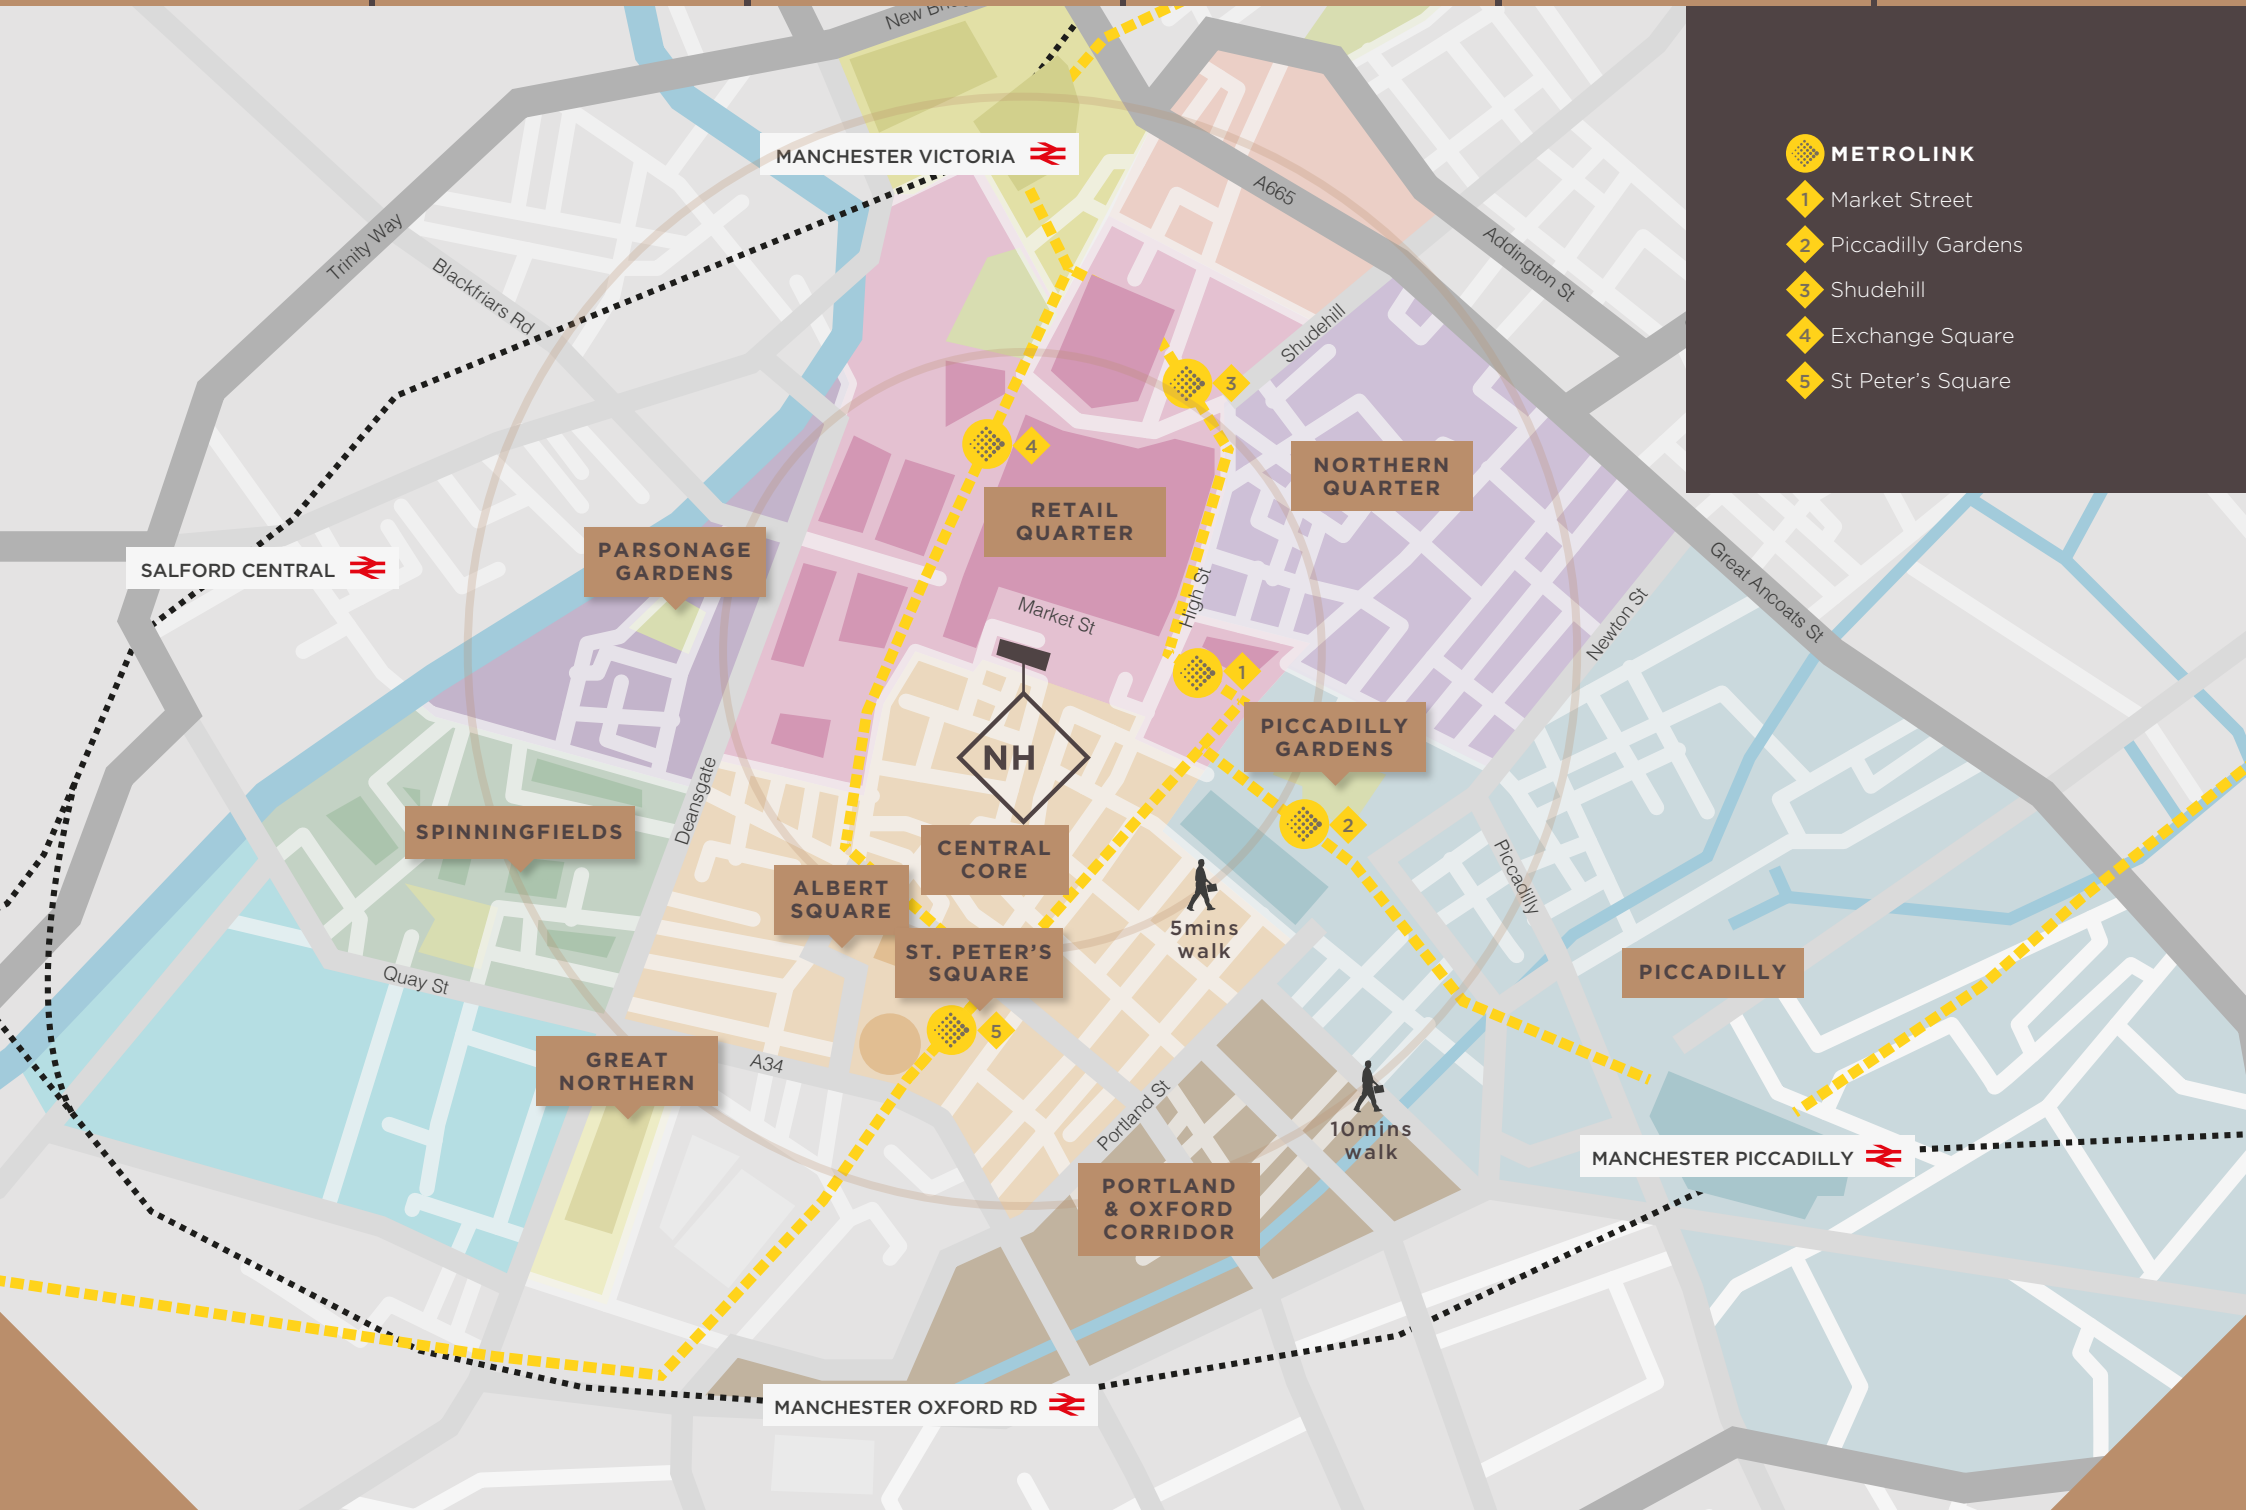 New
MANCHESTER VICTORIA
A665
METROLINK
1 Market Street
2 Piccadilly Gardens
3 Shudehill
4 Exchange Square
5 St Peter's Square
Trinity Way
Blackfriars Rd
Addington St
Shudehill
3
4
NORTHERN
QUARTER
RETAIL
QUARTER
PARSONAGE
GARDENS
SALFORD CENTRAL
High St
Market St
Great Ancoats St
Newton St
1
PICCADILLY
GARDENS
NH
Deansgate
SPINNINGFIELDS
2
CENTRAL
CORE
Piccadilly
ALBERT
SQUARE
5mins
walk
ST. PETER'S
SQUARE
PICCADILLY
Quay St
5
GREAT
NORTHERN
A34
Portland St
10mins
walk
MANCHESTER PICCADILLY
PORTLAND
& OXFORD
CORRIDOR
MANCHESTER OXFORD RD